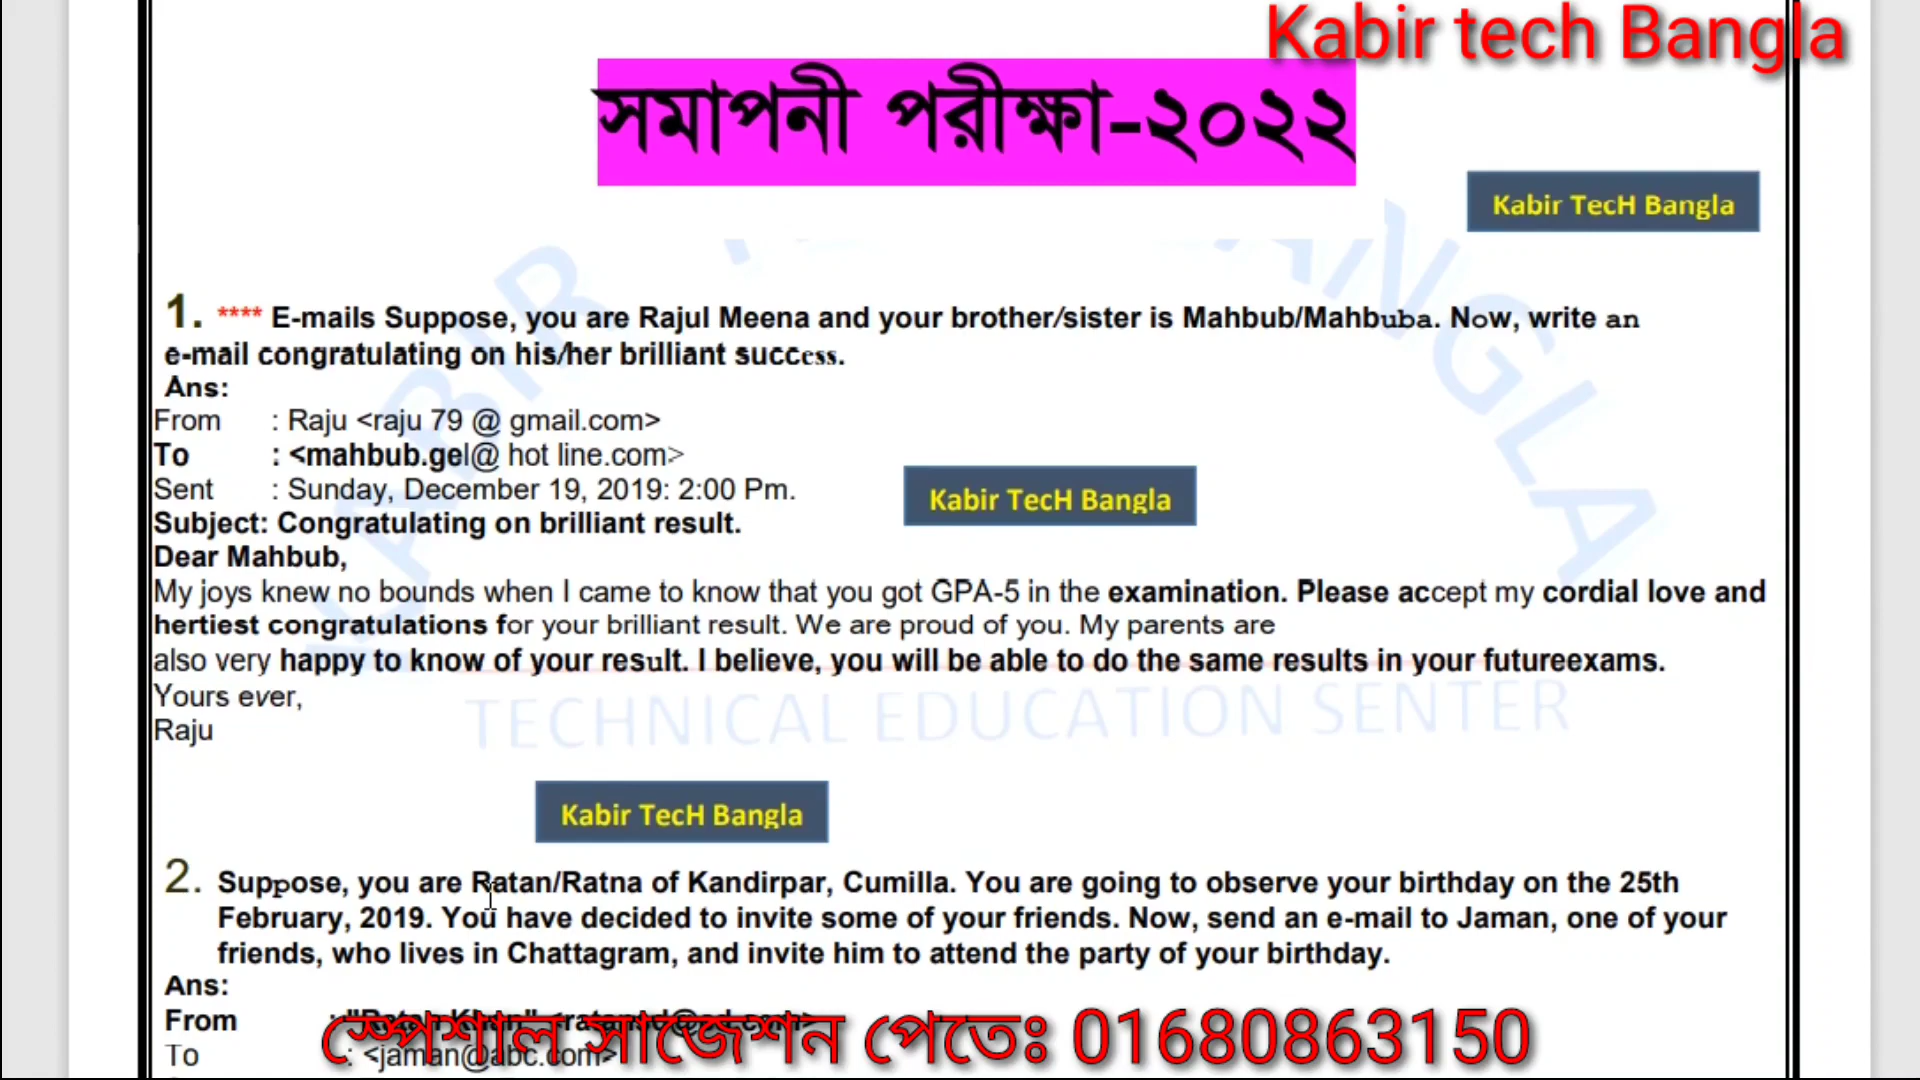 Kabir tech Bangla
সমাপনী পরীক্ষা-২০২২
Kabir TecH Bangla
1. **** E-mails Suppose, you are Rajul Meena and your brother/sister is Mahbub/Mahbuba. Now, write an
e-mail congratulating on his/her brilliant success.
Ans:
From : Raju <raju 79 @ gmail.com>
To : <mahbub.gel@ hot line.com>
Sent : Sunday, December 19, 2019: 2:00 Pm.
Kabir TecH Bangla
Subject: Congratulating on brilliant result.
Dear Mahbub,
My joys knew no bounds when I came to know that you got GPA-5 in the examination. Please accept my cordial love and
hertiest congratulations for your brilliant result. We are proud of you. My parents are
also very happy to know of your result. I believe, you will be able to do the same results in your futureexams.
Yours ever,
Raju
TECHNICAL EDUCATION SENTER
Kabir TecH Bangla
2. Suppose, you are Ratan/Ratna of Kandirpar, Cumilla. You are going to observe your birthday on the 25th
February, 2019. You have decided to invite some of your friends. Now, send an e-mail to Jaman, one of your
friends, who lives in Chattagram, and invite him to attend the party of your birthday.
Ans:
From : "Ratan Khan"
To : <jaman@abc.com>
স্পেশাল সাজেশন পেতেঃ 01680863150